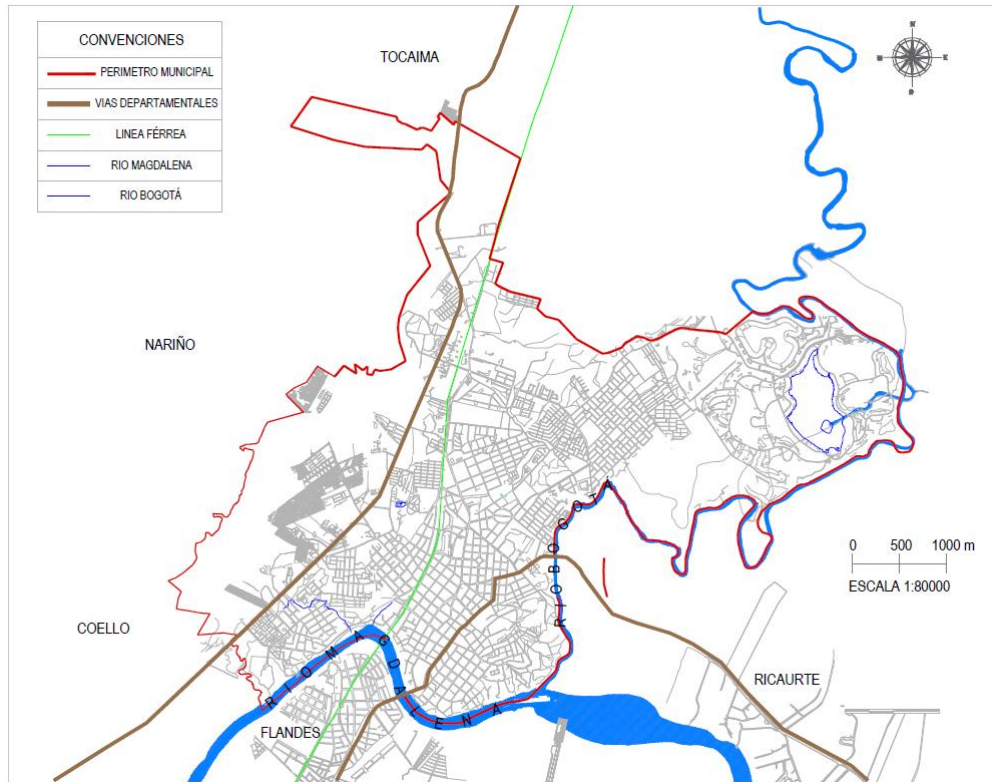 CONVENCIONES
PERIMETRO MUNICIPAL
VIAS DEPARTAMENTALES
LINEA FÉRREA
RIO MAGDALENA
RIO BOGOTÁ
TOCAIMA
NARIÑO
RIO BOGOTÁ
0 500 1000 m
ESCALA 1:80000
COELLO
RIO MAGDALENA
RICAURTE
FLANDES